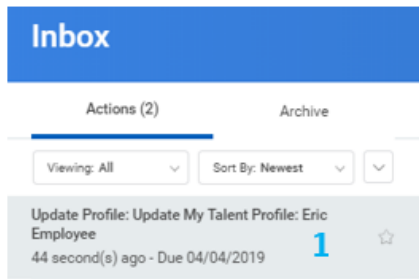 Inbox
Actions (2)
Archive
Viewing: All
Sort By: Newest
Update Profile: Update My Talent Profile: Eric
Employee
44 second(s) ago - Due 04/04/2019
1